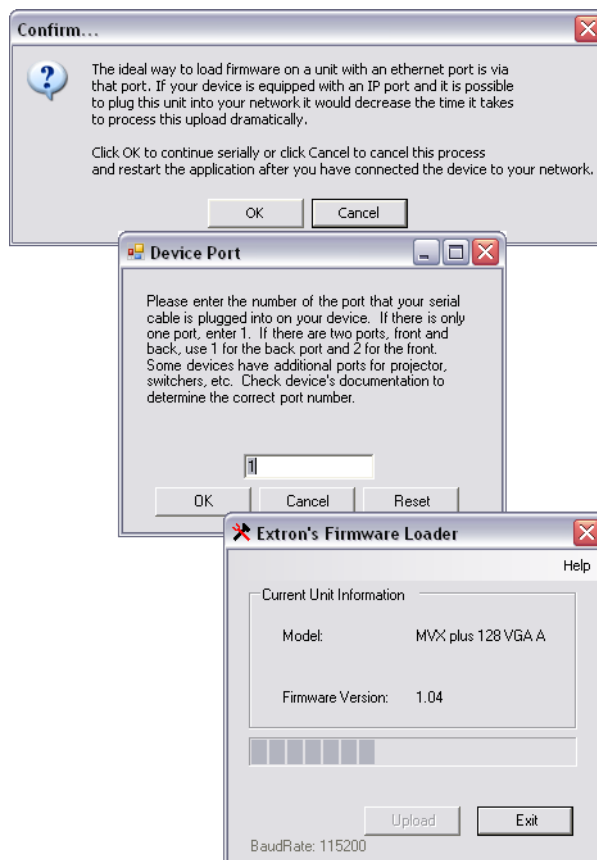 Confirm...
The ideal way to load firmware on a unit with an ethernet port is via
that port. If your device is equipped with an IP port and it is possible
to plug this unit into your network it would decrease the time it takes
to process this upload dramatically.
Click OK to continue serially or click Cancel to cancel this process
and restart the application after you have connected the device to your network.
OK
Cancel
Device Port
Please enter the number of the port that your serial
cable is plugged into on your device. If there is only
one port, enter 1. If there are two ports, front and
back, use 1 for the back port and 2 for the front.
Some devices have additional ports for projector,
switchers, etc. Check device's documentation to
determine the correct port number.
1
OK
Cancel
Reset
Extron's Firmware Loader
Help
Current Unit Information
Model: MVX plus 128 VGA A
Firmware Version: 1.04
Upload
Exit
BaudRate: 115200